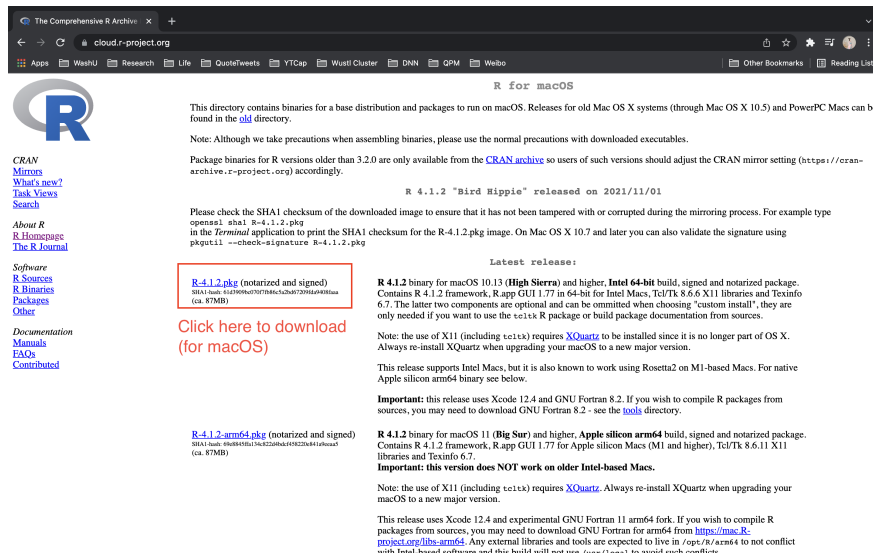 The Comprehensive R Archive
cloud.r-project.org
Apps WashU Research Life QuoteTweets YTCap Wustl Cluster DNN QPM Weibo Other Bookmarks Reading List
R
CRAN
Mirrors
What's new?
Task Views
Search
About R
R Homepage
The R Journal
Software
R Sources
R Binaries
Packages
Other
Documentation
Manuals
FAQs
Contributed
R for macOS
This directory contains binaries for a base distribution and packages to run on macOS. Releases for old Mac OS X systems (through Mac OS X 10.5) and PowerPC Macs can b
found in the old directory.
Note: Although we take precautions when assembling binaries, please use the normal precautions with downloaded executables.
Package binaries for R versions older than 3.2.0 are only available from the CRAN archive so users of such versions should adjust the CRAN mirror setting (https://cran-
archive.r-project.org) accordingly.
R 4.1.2 "Bird Hippie" released on 2021/11/01
Please check the SHA1 checksum of the downloaded image to ensure that it has not been tampered with or corrupted during the mirroring process. For example type
openssl sha1 R-4.1.2.pkg
in the Terminal application to print the SHA1 checksum for the R-4.1.2.pkg image. On Mac OS X 10.7 and later you can also validate the signature using
pkgutil --check-signature R-4.1.2.pkg
Latest release:
R-4.1.2.pkg (notarized and signed)
SHA1-hash:
(ca. 87MB)
Click here to download
(for macOS)
R 4.1.2 binary for macOS 10.13 (High Sierra) and higher, Intel 64-bit build, signed and notarized package.
Contains R 4.1.2 framework, R.app GUI 1.77 in 64-bit for Intel Macs, Tcl/Tk 8.6.6 X11 libraries and Texinfo
6.7. The latter two components are optional and can be ommitted when choosing "custom install", they are
only needed if you want to use the tcltk R package or build package documentation from sources.
Note: the use of X11 (including tcltk) requires XQuartz to be installed since it is no longer part of OS X.
Always re-install XQuartz when upgrading your macOS to a new major version.
This release supports Intel Macs, but it is also known to work using Rosetta2 on M1-based Macs. For native
Apple silicon arm64 binary see below.
Important: this release uses Xcode 12.4 and GNU Fortran 8.2. If you wish to compile R packages from
sources, you may need to download GNU Fortran 8.2 - see the tools directory.
R-4.1.2-arm64.pkg (notarized and signed)
SHA1-hash:
(ca. 87MB)
R 4.1.2 binary for macOS 11 (Big Sur) and higher, Apple silicon arm64 build, signed and notarized package.
Contains R 4.1.2 framework, R.app GUI 1.77 for Apple silicon Macs (M1 and higher), Tcl/Tk 8.6.11 X11
libraries and Texinfo 6.7.
Important: this version does NOT work on older Intel-based Macs.
Note: the use of X11 (including tcltk) requires XQuartz. Always re-install XQuartz when upgrading your
macOS to a new major version.
This release uses Xcode 12.4 and experimental GNU Fortran 11 arm64 fork. If you wish to compile R
packages from sources, you may need to download GNU Fortran for arm64 from https://mac.R-
project.org/libs-arm64. Any external libraries and tools are expected to live in /opt/R/arm64 to not conflict
with Intel-based software and this build will not use /usr/local to avoid such conflicts